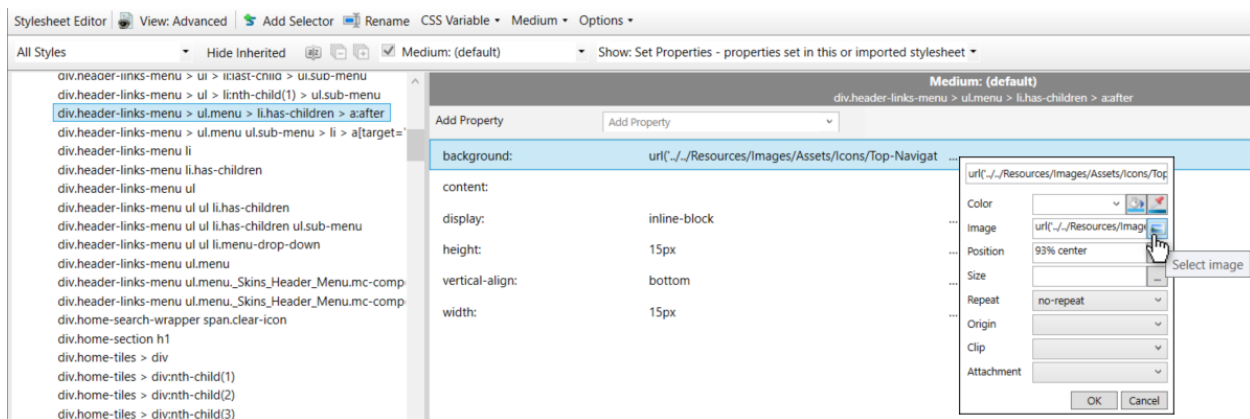 Stylesheet Editor View: Advanced Add Selector Rename CSS Variable Medium Options
All Styles Hide Inherited Medium: (default) Show: Set Properties - properties set in this or imported stylesheet
div.header-links-menu > ul > li:last-child > ul.sub-menu
div.header-links-menu > ul > li:nth-child(1) > ul.sub-menu
div.header-links-menu > ul.menu > li.has-children > a:after
div.header-links-menu > ul.menu ul.sub-menu > li > a[target='
div.header-links-menu li
div.header-links-menu li.has-children
div.header-links-menu ul
div.header-links-menu ul ul li.has-children
div.header-links-menu ul ul li.has-children ul.sub-menu
div.header-links-menu ul ul li.menu-drop-down
div.header-links-menu ul.menu
div.header-links-menu ul.menu._Skins_Header_Menu.mc-comp
div.header-links-menu ul.menu._Skins_Header_Menu.mc-comp
div.home-search-wrapper span.clear-icon
div.home-section h1
div.home-tiles > div
div.home-tiles > div:nth-child(1)
div.home-tiles > div:nth-child(2)
div.home-tiles > div:nth-child(3)
Medium: (default)
div.header-links-menu > ul.menu > li.has-children > a:after
Add Property Add Property
background: url('../../Resources/Images/Assets/Icons/Top-Navigat ...
content:
display: inline-block ...
height: 15px ...
vertical-align: bottom ...
width: 15px ...
url('../../Resources/Images/Assets/Icons/Top
Color
Image url('../../Resources/Image
Position 93% center
Size ...
Repeat no-repeat
Origin
Clip
Attachment
OK Cancel
Select image